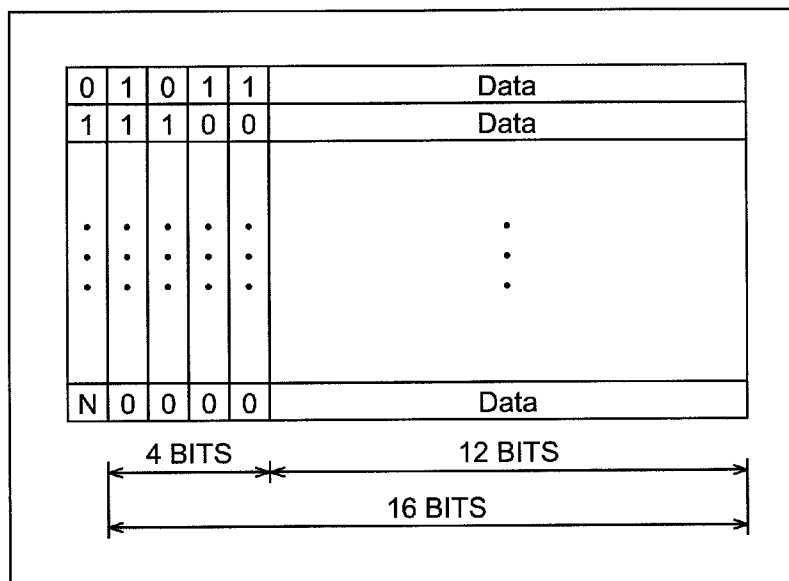 0 1 0 1 1 Data
1 1 1 0 0 Data
N 0 0 0 0 Data
4 BITS 12 BITS
16 BITS